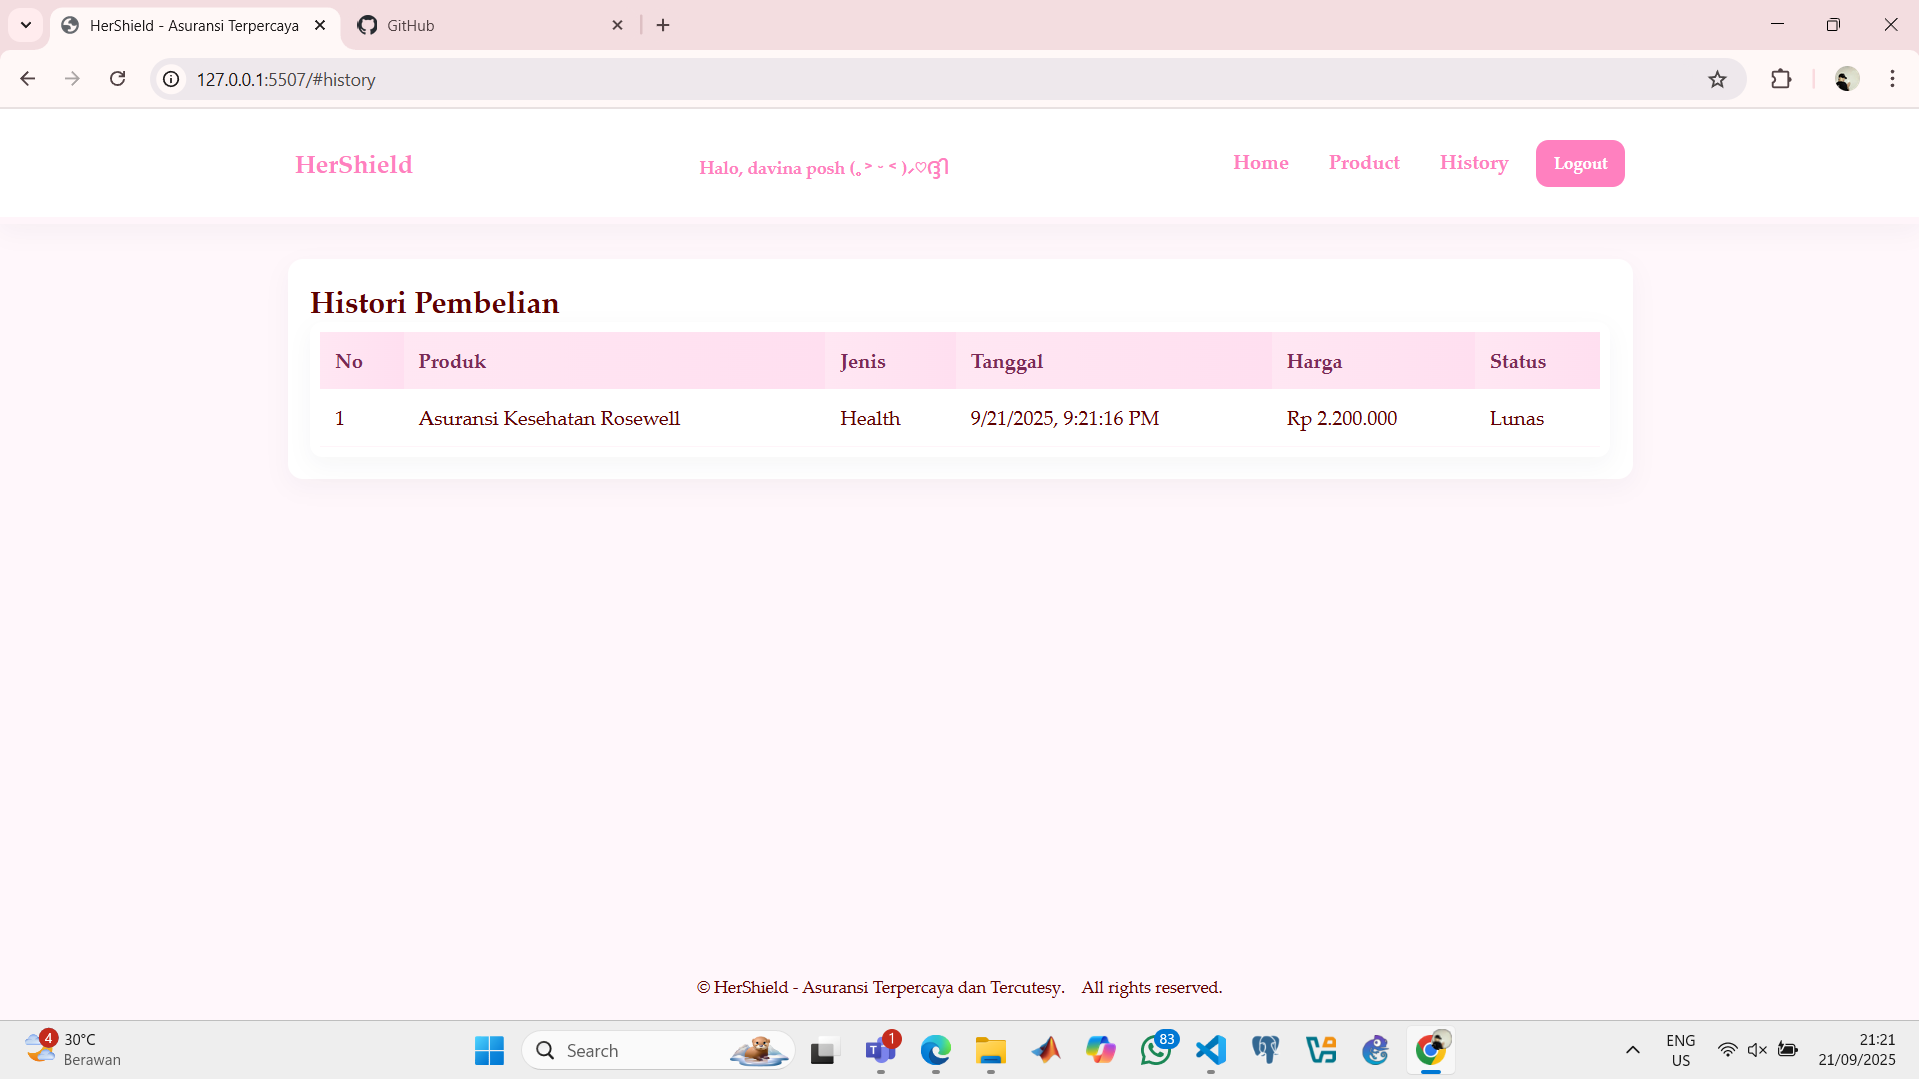 HerShield - Asuransi Terpercaya
GitHub
127.0.0.1:5507/#history
HerShield
Halo, davina posh (｡˃ ᵕ ˂ )⸝♡ദ്ദി
Home
Product
History
Logout
Histori Pembelian
No Produk Jenis Tanggal Harga Status
1 Asuransi Kesehatan Rosewell Health 9/21/2025, 9:21:16 PM Rp 2.200.000 Lunas
© HerShield - Asuransi Terpercaya dan Tercutesy. All rights reserved.
4
30°C
Berawan
Search
1
83
ENG
US
21:21
21/09/2025